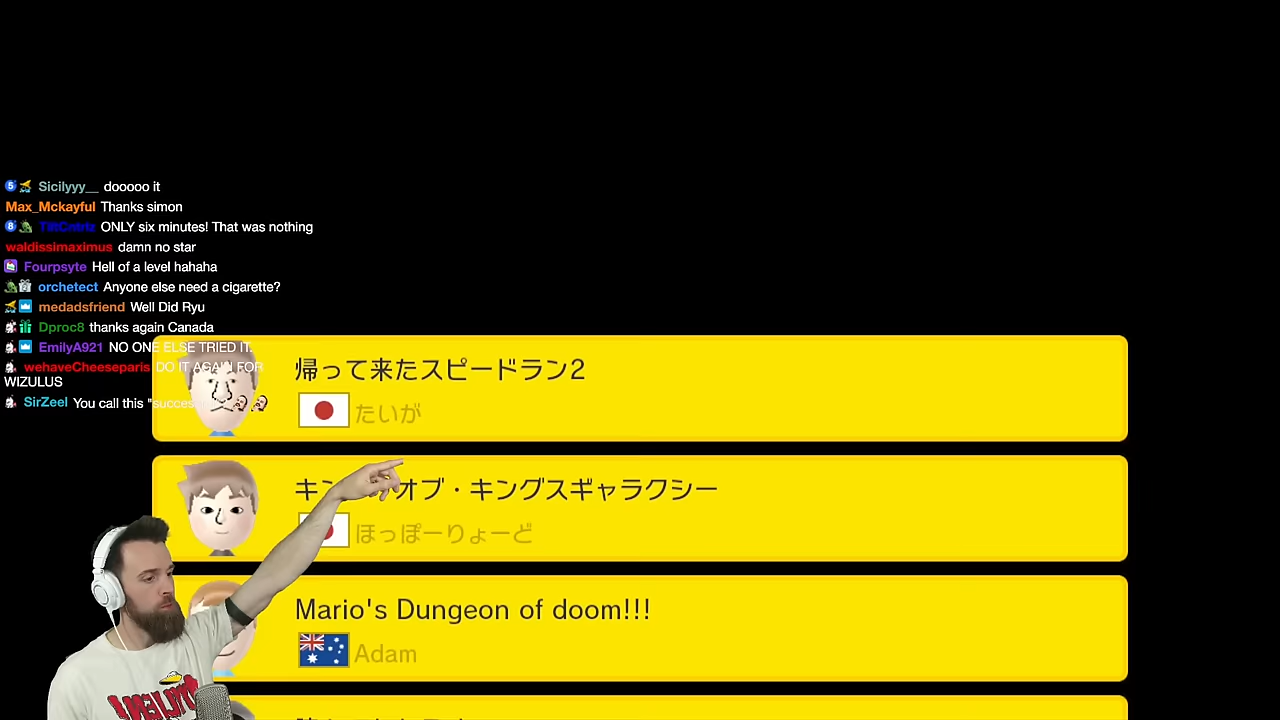 Sicilyyy__ dooooo it
Max_Mckayful Thanks simon
TiltCntrlz ONLY six minutes! That was nothing
waldissimaximus damn no star
Fourpsyte Hell of a level hahaha
orchetect Anyone else need a cigarette?
medadsfriend Well Did Ryu
Dproc8 thanks again Canada
EmilyA921 NO ONE ELSE TRIED IT
wehaveCheeseparis DO IT AGAIN FOR
WIZULUS
SirZeel You call this "success
帰って来たスピードラン2
たいが
オブ・キングスギャラクシー
ほっぽーりょーど
Mario's Dungeon of doom!!!
Adam